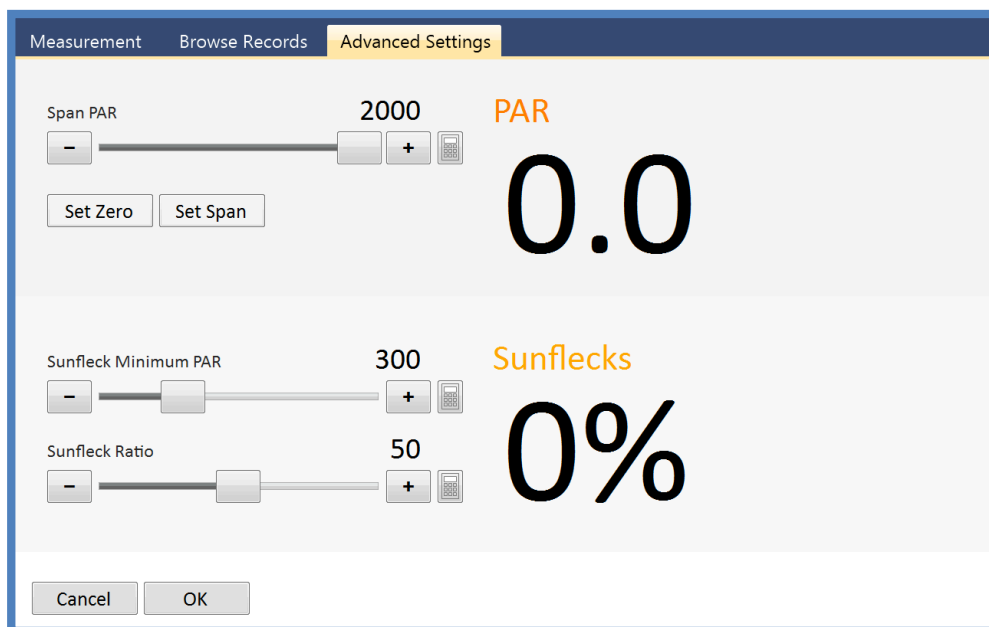 Measurement Browse Records Advanced Settings
Span PAR 2000
− +
Set Zero Set Span
PAR
0.0
Sunfleck Minimum PAR 300
− +
Sunfleck Ratio 50
− +
Sunflecks
0%
Cancel OK